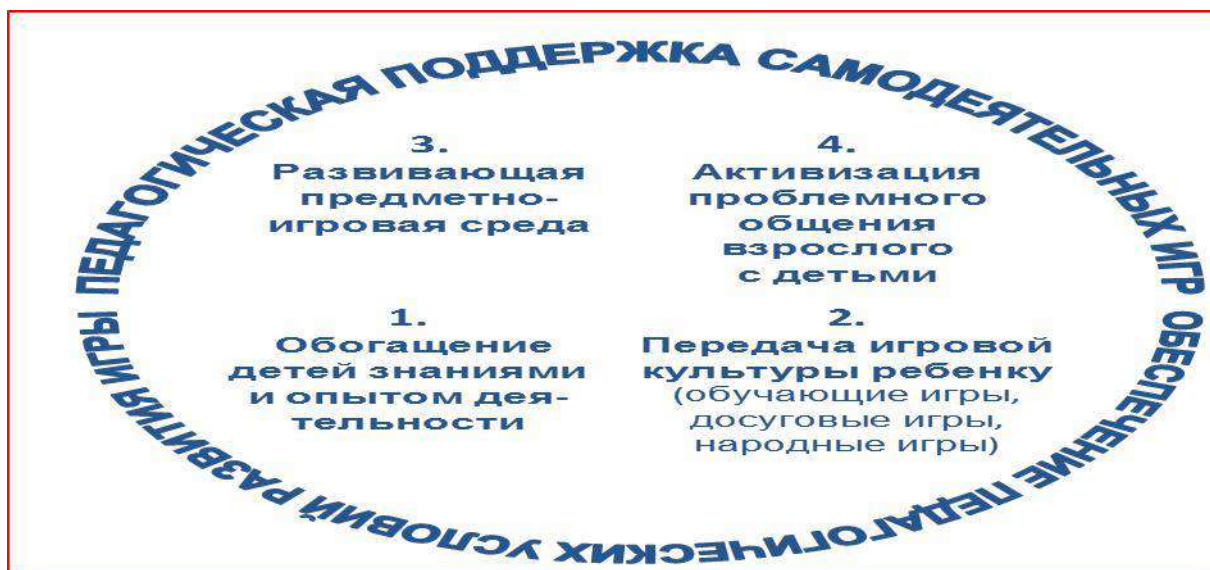 ПЕДАГОГИЧЕСКАЯ ПОДДЕРЖКА САМОДЕЯТЕЛЬНЫХ ИГР
3.
Развивающая
предметно-
игровая среда
4.
Активизация
проблемного
общения
взрослого
с детьми
1.
Обогащение
детей знаниями
и опытом дея-
тельности
2.
Передача игровой
культуры ребенку
(обучающие игры,
досуговые игры,
народные игры)
ОБЕСПЕЧЕНИЕ ПЕДАГОГИЧЕСКИХ УСЛОВИЙ РАЗВИТИЯ ИГРЫ